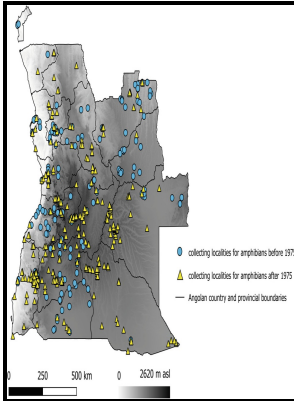 collecting localities for amphibians before 1975
collecting localities for amphibians after 1975
Angolan country and provincial boundaries
0 250 500 km 0 2620 m asl